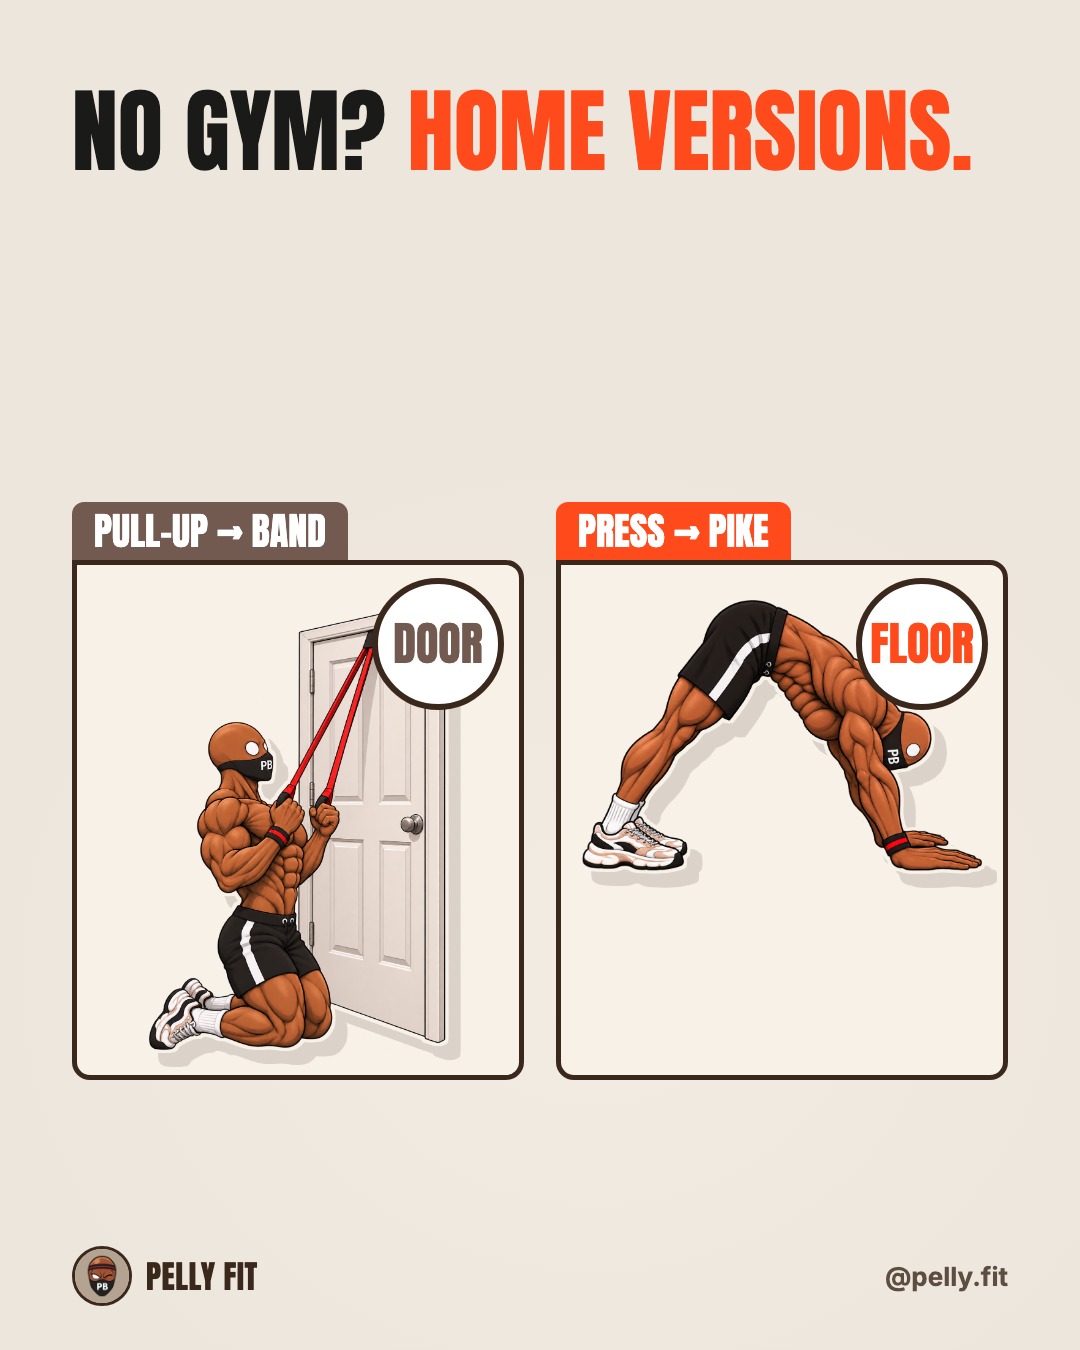 NO GYM? HOME VERSIONS.
PULL-UP → BAND
PRESS → PIKE
DOOR
FLOOR
PB
PB
PB
PELLY FIT
@pelly.fit